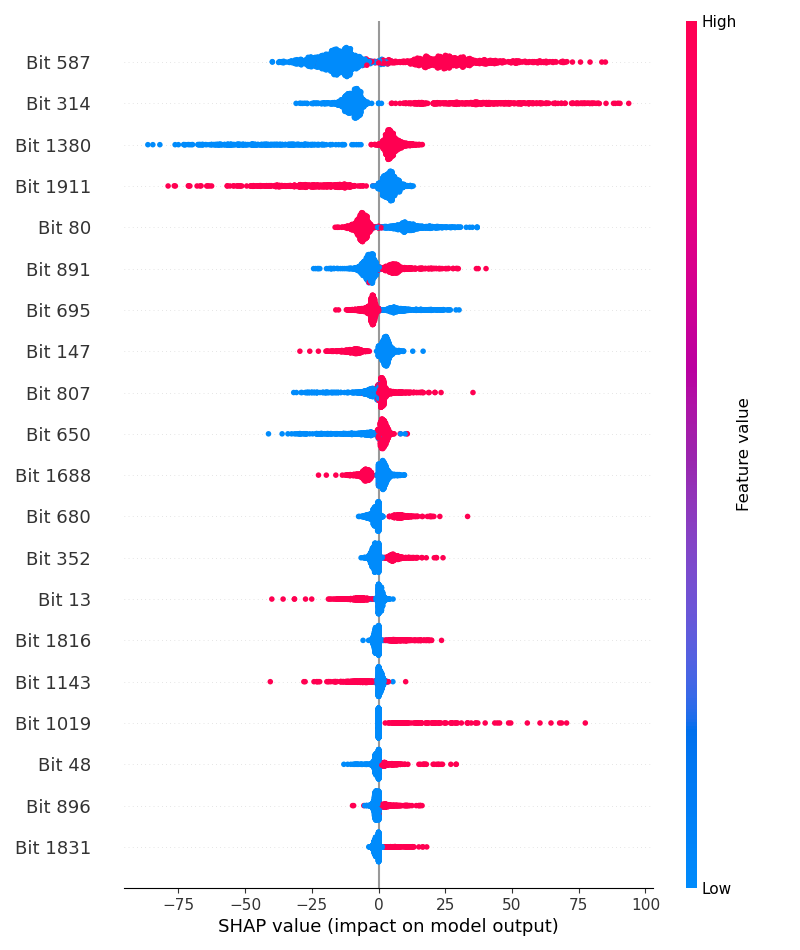 High
Bit 587
Bit 314
Bit 1380
Bit 1911
Bit 80
Bit 891
Bit 695
Bit 147
Bit 807
Bit 650
Bit 1688
Bit 680
Bit 352
Bit 13
Bit 1816
Bit 1143
Bit 1019
Bit 48
Bit 896
Bit 1831
Feature value
Low
−75 −50 −25 0 25 50 75 100
SHAP value (impact on model output)